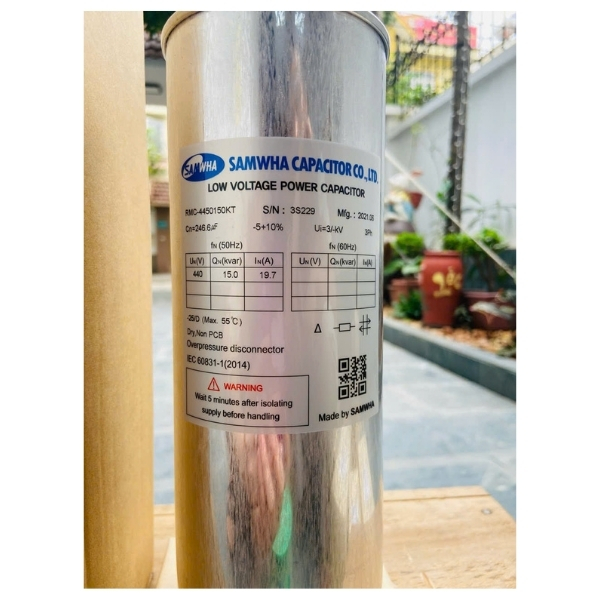 SAMWHA SAMWHA CAPACITOR CO.,LTD.
LOW VOLTAGE POWER CAPACITOR
RMC-4450150KT S/N : 3S229 Mfg. : 2021.08
Cn=246.6μF -5+10% Ui=3/-kV 3Ph
fN (50Hz) fN (60Hz)
UN(V) QN(kvar) IN(A) UN(V) QN(kvar) IN(A)
440 15.0 19.7
-25/D (Max. 55℃)
Dry,Non PCB
Overpressure disconnector
IEC 60831-1(2014)
WARNING
Wait 5 minutes after isolating
supply before handling
Made by SAMWHA